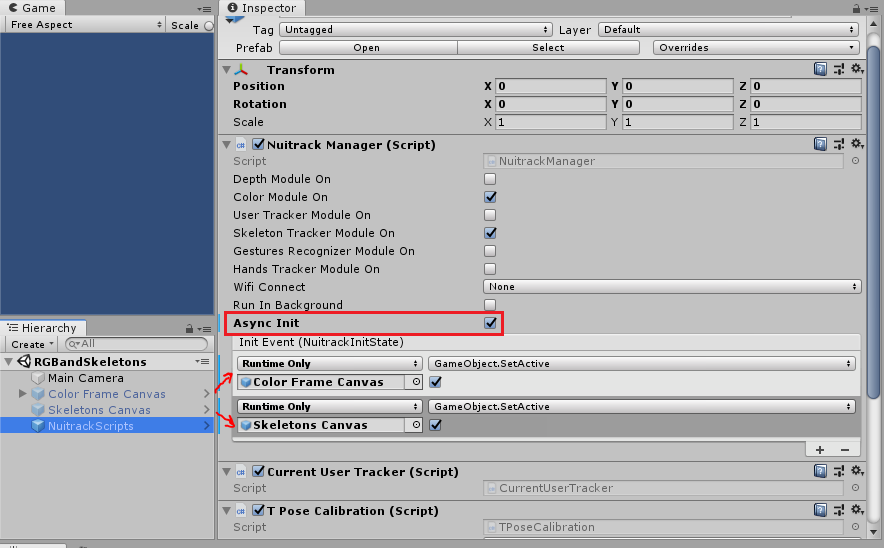 Game
Free Aspect
Scale
Hierarchy
Create
All
RGBandSkeletons
Main Camera
Color Frame Canvas
Skeletons Canvas
NuitrackScripts
Inspector
Tag Untagged Layer Default
Prefab Open Select Overrides
Transform
Position X 0 Y 0 Z 0
Rotation X 0 Y 0 Z 0
Scale X 1 Y 1 Z 1
Nuitrack Manager (Script)
Script NuitrackManager
Depth Module On
Color Module On
User Tracker Module On
Skeleton Tracker Module On
Gestures Recognizer Module On
Hands Tracker Module On
Wifi Connect None
Run In Background
Async Init
Init Event (NuitrackInitState)
Runtime Only GameObject.SetActive
Color Frame Canvas
Runtime Only GameObject.SetActive
Skeletons Canvas
+ −
Current User Tracker (Script)
Script CurrentUserTracker
T Pose Calibration (Script)
Script TPoseCalibration